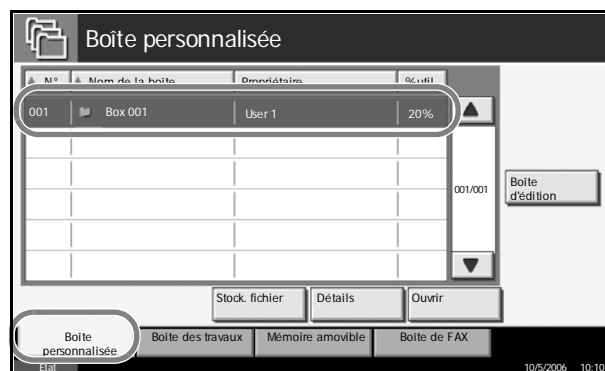 Boîte personnalisée
N° Nom de la boîte Propriétaire %util
001 Box 001 User 1 20%
001/001
Boîte
d'édition
Stock. fichier Détails Ouvrir
Boîte
personnalisée
Boîte des travaux Mémoire amovible Boîte de FAX
Etat 10/5/2006 10:10